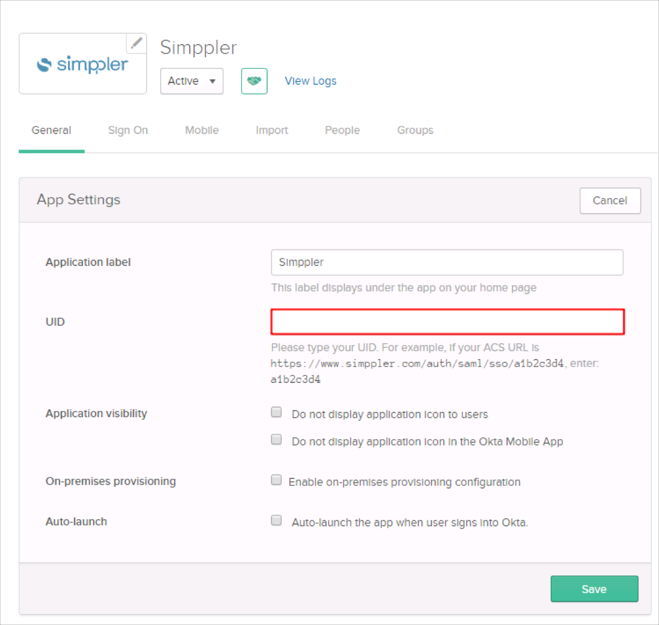 simppler
Simppler
Active
View Logs
General Sign On Mobile Import People Groups
App Settings
Cancel
Application label
Simppler
This label displays under the app on your home page
UID
Please type your UID. For example, if your ACS URL is
https://www.simppler.com/auth/saml/sso/a1b2c3d4, enter:
a1b2c3d4
Application visibility
Do not display application icon to users
Do not display application icon in the Okta Mobile App
On-premises provisioning
Enable on-premises provisioning configuration
Auto-launch
Auto-launch the app when user signs into Okta.
Save